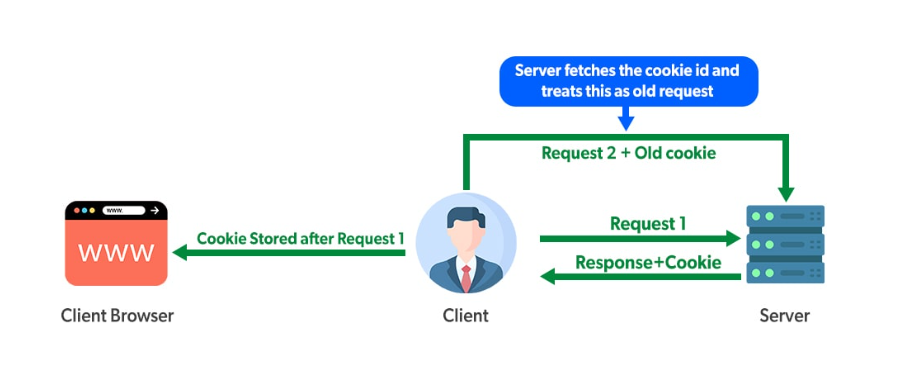 Server fetches the cookie id and
treats this as old request
Request 2 + Old cookie
www.
WWW
Cookie Stored after Request 1
Request 1
Response+Cookie
Client Browser
Client
Server